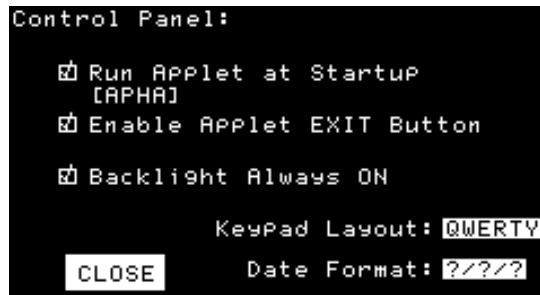 Control Panel:
Run Applet at Startup
[APHA]
Enable Applet EXIT Button
Backlight Always ON
Keypad Layout: QWERTY
CLOSE Date Format: ?/?/?